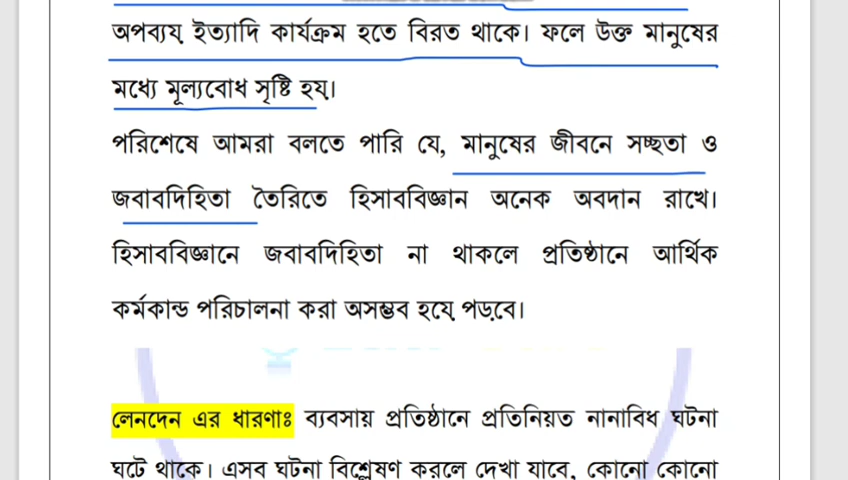 অপব্যয্ ইত্যাদি কার্যক্রম হতে বিরত থাকে। ফলে উক্ত মানুষের
মধ্যে মূল্যবোধ সৃষ্টি হয্।
পরিশেষে আমরা বলতে পারি যে, মানুষের জীবনে সচ্ছতা ও
জবাবদিহিতা তৈরিতে হিসাববিজ্ঞান অনেক অবদান রাখে।
হিসাববিজ্ঞানে জবাবদিহিতা না থাকলে প্রতিষ্ঠানে আর্থিক
কর্মকান্ড পরিচালনা করা অসম্ভব হয্ে পড়বে।
লেনদেন এর ধারণাঃ ব্যবসায় প্রতিষ্ঠানে প্রতিনিয়ত নানাবিধ ঘটনা
ঘটে থাকে। এসব ঘটনা বিশ্লেষণ করলে দেখা যাবে, কোনো কোনো